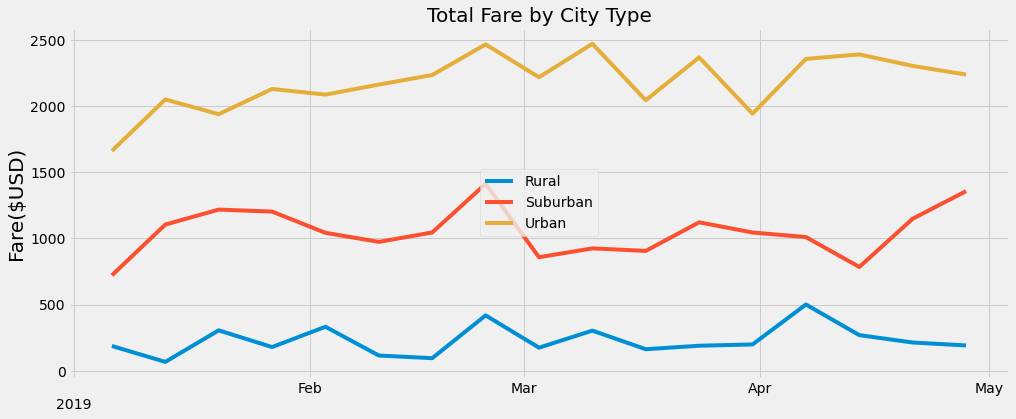 Total Fare by City Type
Fare($USD)
2500
2000
1500
1000
500
0
Rural
Suburban
Urban
Feb
Mar
Apr
May
2019